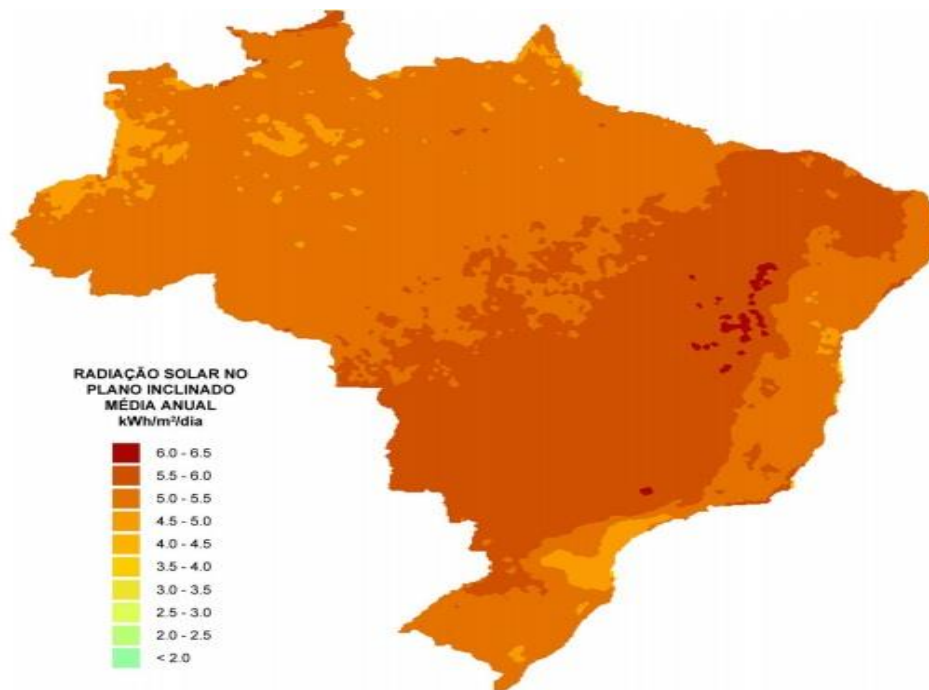 RADIAÇÃO SOLAR NO
PLANO INCLINADO
MÉDIA ANUAL
kWh/m²/dia
6.0 - 6.5
5.5 - 6.0
5.0 - 5.5
4.5 - 5.0
4.0 - 4.5
3.5 - 4.0
3.0 - 3.5
2.5 - 3.0
2.0 - 2.5
< 2.0